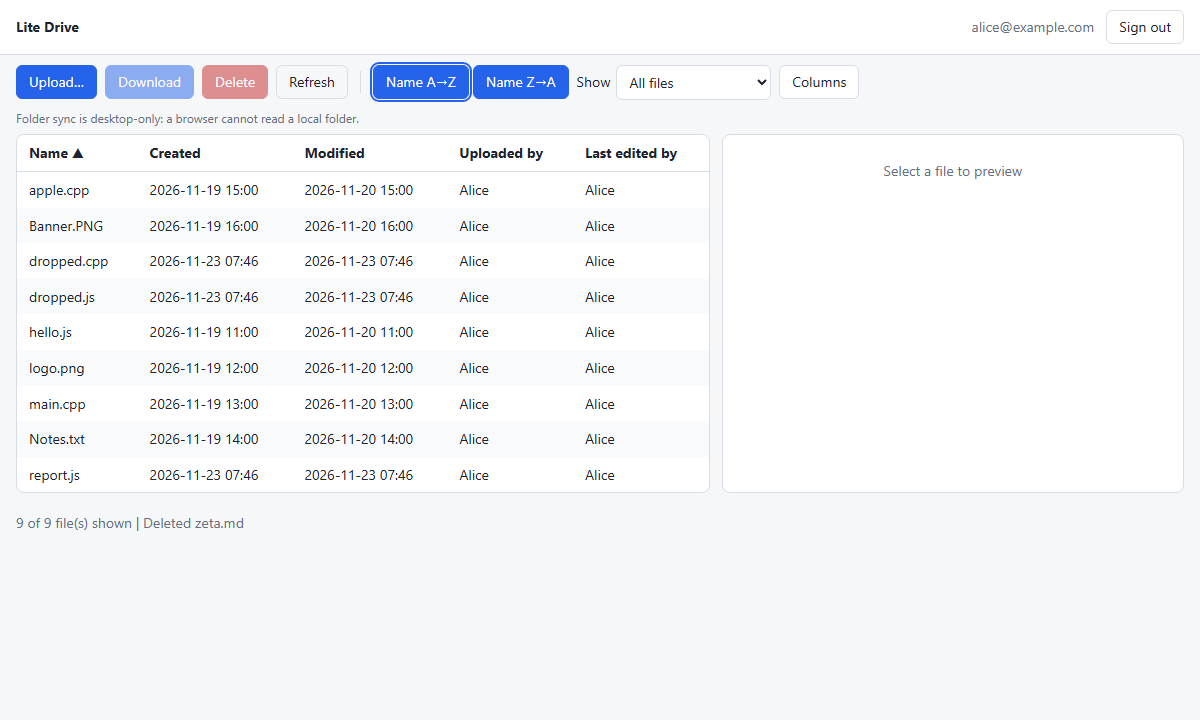 Lite Drive alice@example.com Sign out
Upload... Download Delete Refresh Name A→Z Name Z→A Show All files Columns
Folder sync is desktop-only: a browser cannot read a local folder.
Name ▲ Created Modified Uploaded by Last edited by
apple.cpp 2026-11-19 15:00 2026-11-20 15:00 Alice Alice
Banner.PNG 2026-11-19 16:00 2026-11-20 16:00 Alice Alice
dropped.cpp 2026-11-23 07:46 2026-11-23 07:46 Alice Alice
dropped.js 2026-11-23 07:46 2026-11-23 07:46 Alice Alice
hello.js 2026-11-19 11:00 2026-11-20 11:00 Alice Alice
logo.png 2026-11-19 12:00 2026-11-20 12:00 Alice Alice
main.cpp 2026-11-19 13:00 2026-11-20 13:00 Alice Alice
Notes.txt 2026-11-19 14:00 2026-11-20 14:00 Alice Alice
report.js 2026-11-23 07:46 2026-11-23 07:46 Alice Alice
Select a file to preview
9 of 9 file(s) shown | Deleted zeta.md